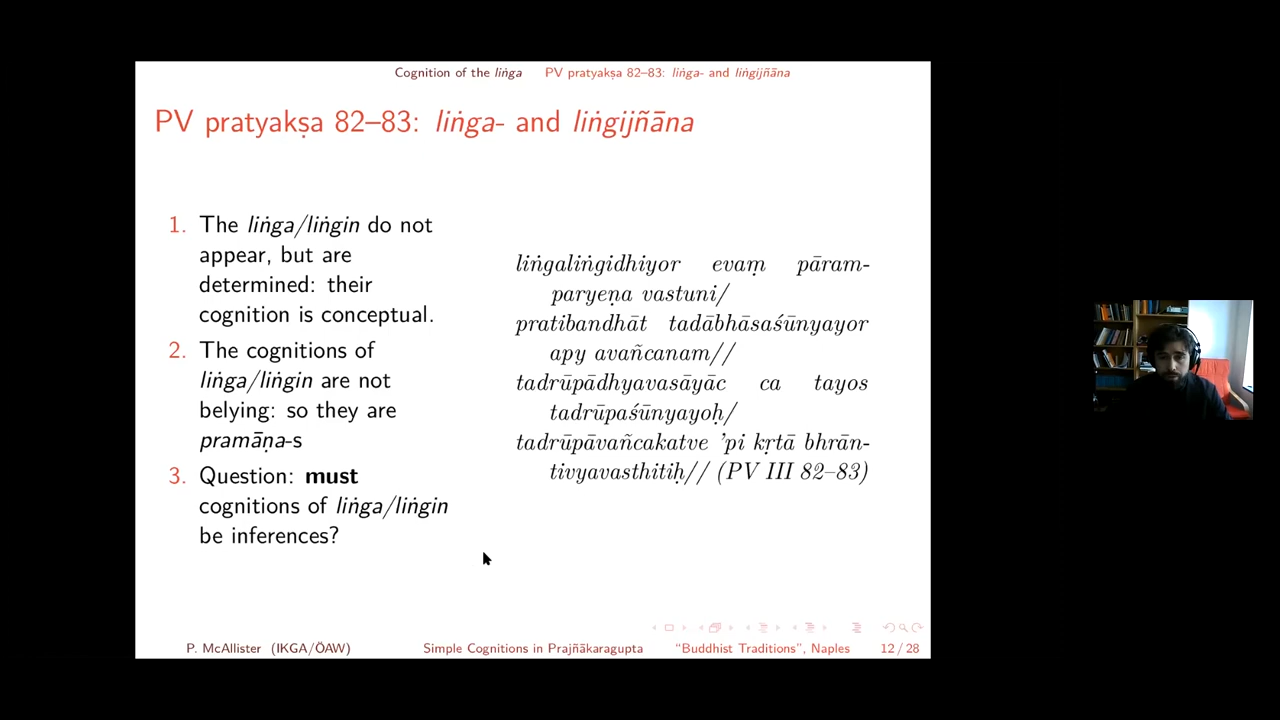 Cognition of the liṅga PV pratyakṣa 82–83: liṅga- and liṅgijñāna
PV pratyakṣa 82–83: liṅga- and liṅgijñāna
1. The liṅga/liṅgin do not
appear, but are
determined: their
cognition is conceptual.
2. The cognitions of
liṅga/liṅgin are not
belying: so they are
pramāṇa-s
3. Question: must
cognitions of liṅga/liṅgin
be inferences?
liṅgaliṅgidhiyor evaṃ pāram-
paryeṇa vastuni/
pratibandhāt tadābhāsaśūnyayor
apy avañcanam//
tadrūpādhyavasāyāc ca tayos
tadrūpaśūnyayoḥ/
tadrūpāvañcakatve 'pi kṛtā bhrān-
tivyavasthitiḥ// (PV III 82–83)
P. McAllister (IKGA/ÖAW) Simple Cognitions in Prajñākaragupta "Buddhist Traditions", Naples 12 / 28